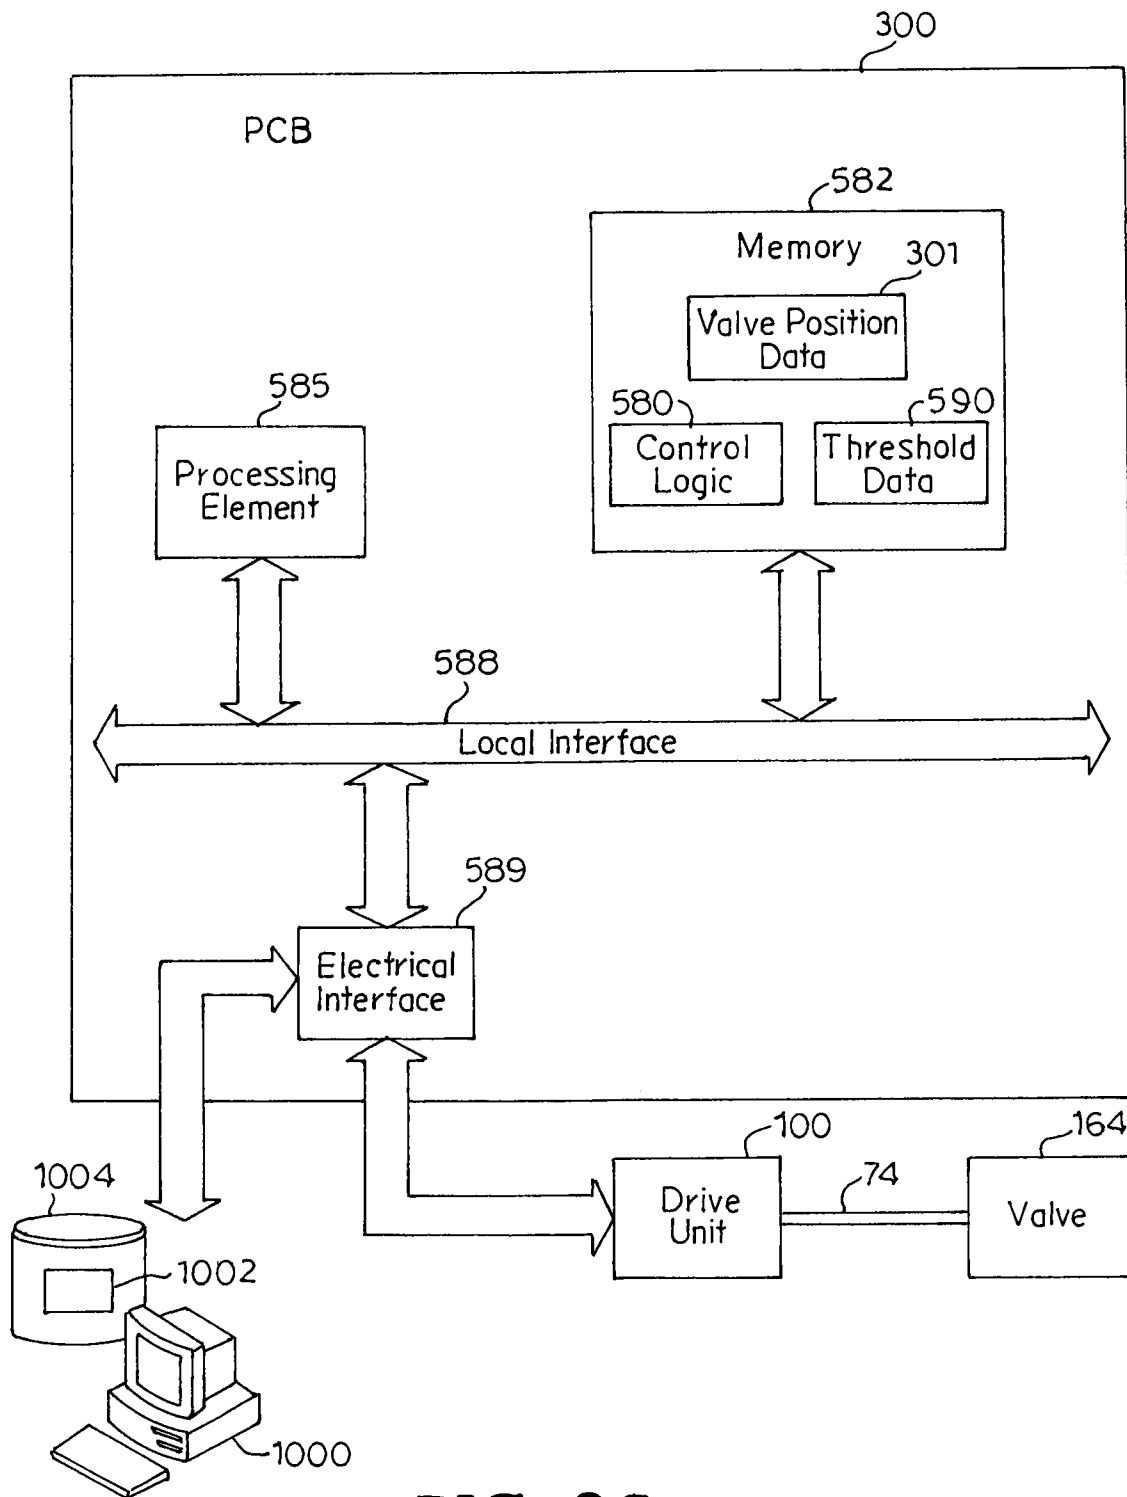 300
PCB
582
Memory
301
Valve Position
Data
585
580
590
Processing
Element
Control
Logic
Threshold
Data
588
Local Interface
589
Electrical
Interface
100
164
74
1004
Drive
Unit
Valve
1002
1000